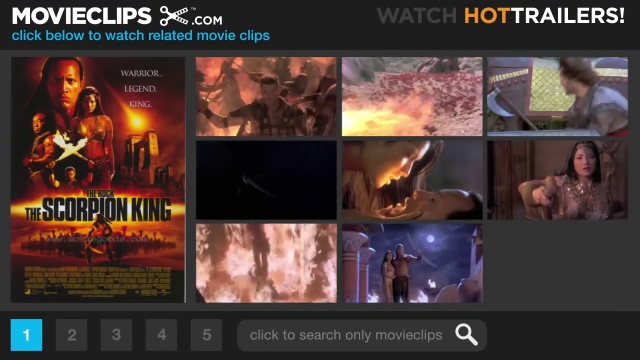 MOVIECLIPS .COM
WATCH HOTTRAILERS!
click below to watch related movie clips
WARRIOR.
LEGEND.
KING.
THE ROCK
THE SCORPION KING
1 2 3 4 5
click to search only movieclips